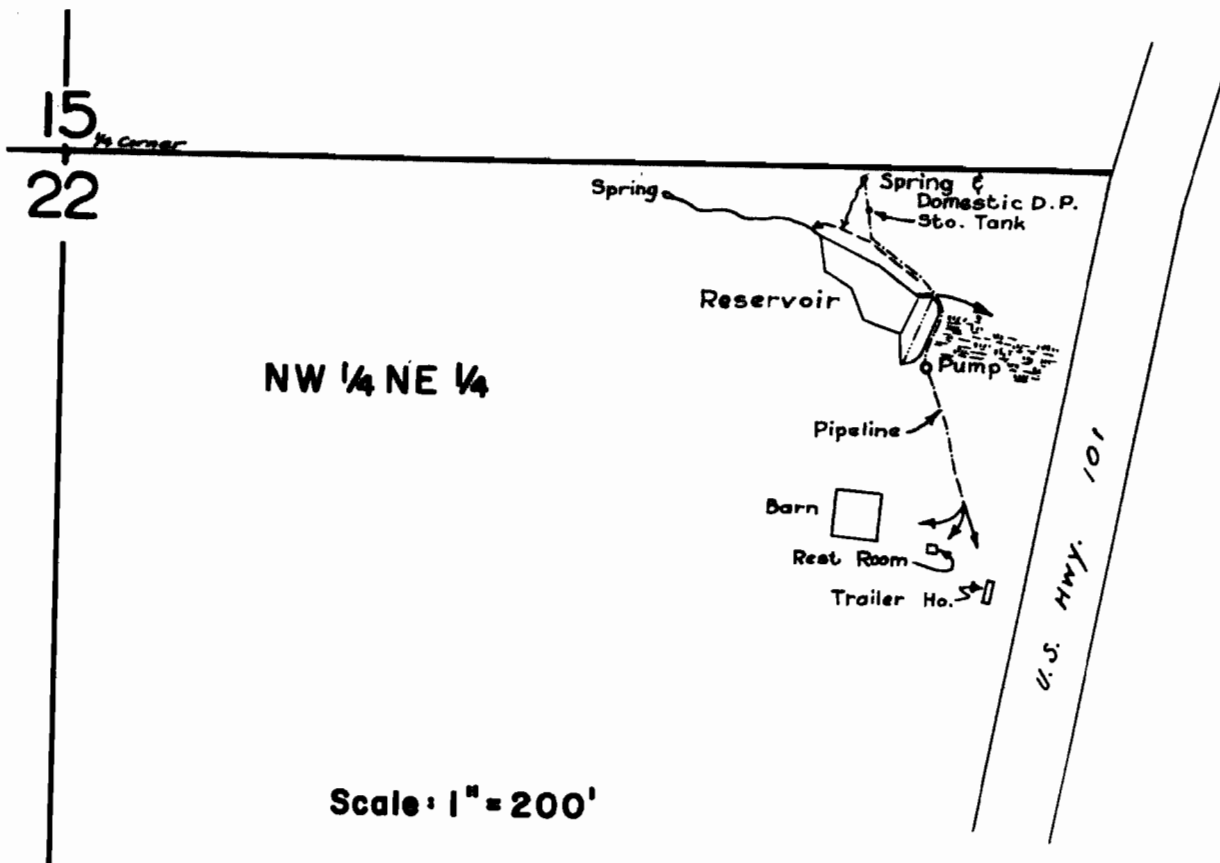 15
1/4 Corner
22
Spring
Spring &
Domestic D.P.
Sto. Tank
Reservoir
NW 1/4 NE 1/4
Pump
Pipeline
Barn
Rest Room
Trailer Ho.
U.S. HWY. 101
Scale: 1" = 200'